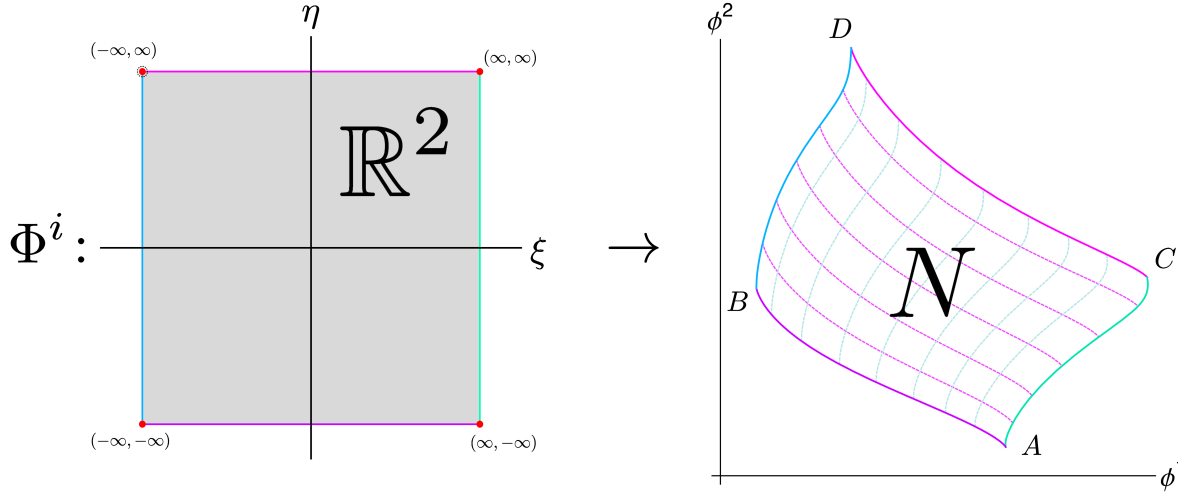 η
(−∞, ∞)
(∞, ∞)
ℝ²
Φⁱ :
ξ
(−∞, −∞)
(∞, −∞)
→
ϕ²
D
C
N
B
A